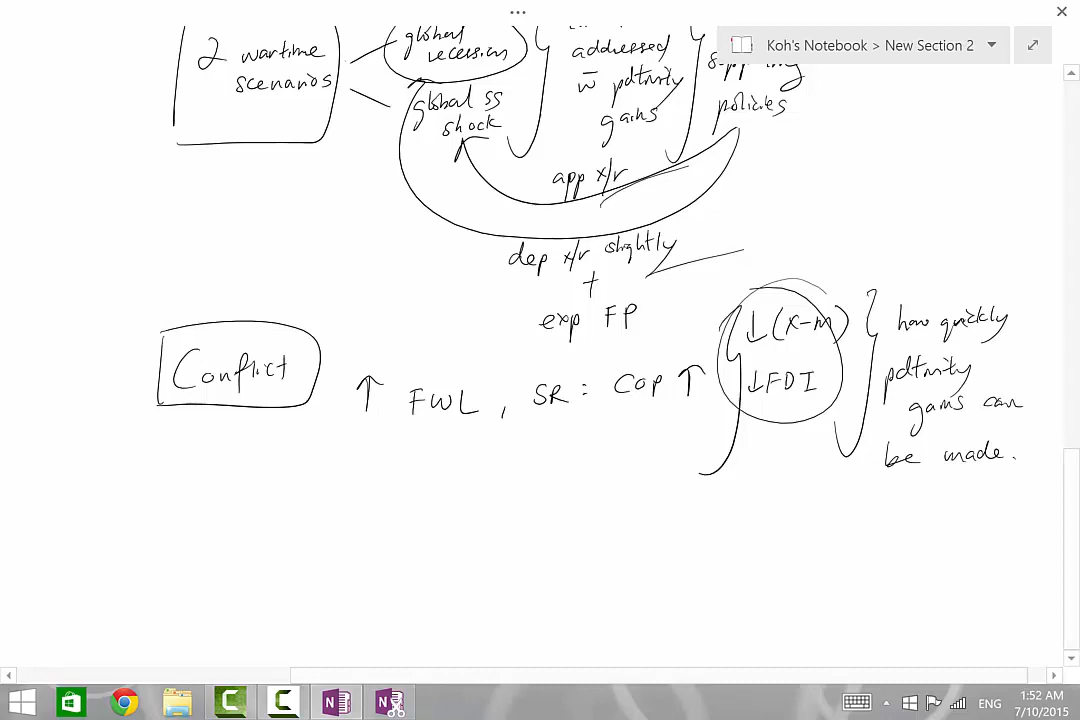 Koh's Notebook > New Section 2
2 wartime
scenarios
global
recession
global ss
shock
addressed
w̄ pdtivity
gains
policies
app x/r
dep x/r slightly
+
exp FP
Conflict
↑ FWL, SR : COP ↑
↓(X-M)
↓FDI
how quickly
pdtivity
gains can
be made.
ENG
1:52 AM
7/10/2015